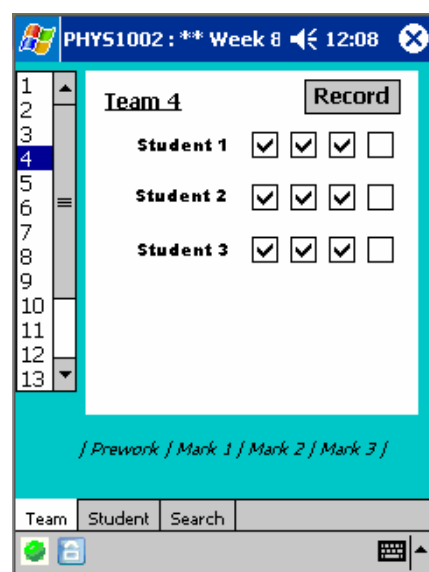 PHYS1002 : ** Week 8 12:08
1
2
3
4
5
6
7
8
9
10
11
12
13
Team 4
Record
Student 1
Student 2
Student 3
/ Prework / Mark 1 / Mark 2 / Mark 3 /
Team Student Search